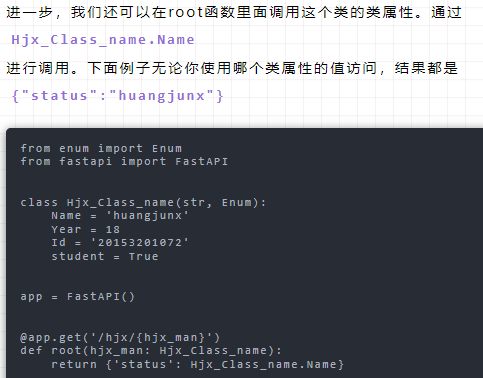 进一步，我们还可以在root函数里面调用这个类的类属性。通过
Hjx_Class_name.Name
进行调用。下面例子无论你使用哪个类属性的值访问，结果都是
{"status":"huangjunx"}
from enum import Enum
from fastapi import FastAPI
class Hjx_Class_name(str, Enum):
    Name = 'huangjunx'
    Year = 18
    Id = '20153201072'
    student = True
app = FastAPI()
@app.get('/hjx/{hjx_man}')
def root(hjx_man: Hjx_Class_name):
    return {'status': Hjx_Class_name.Name}